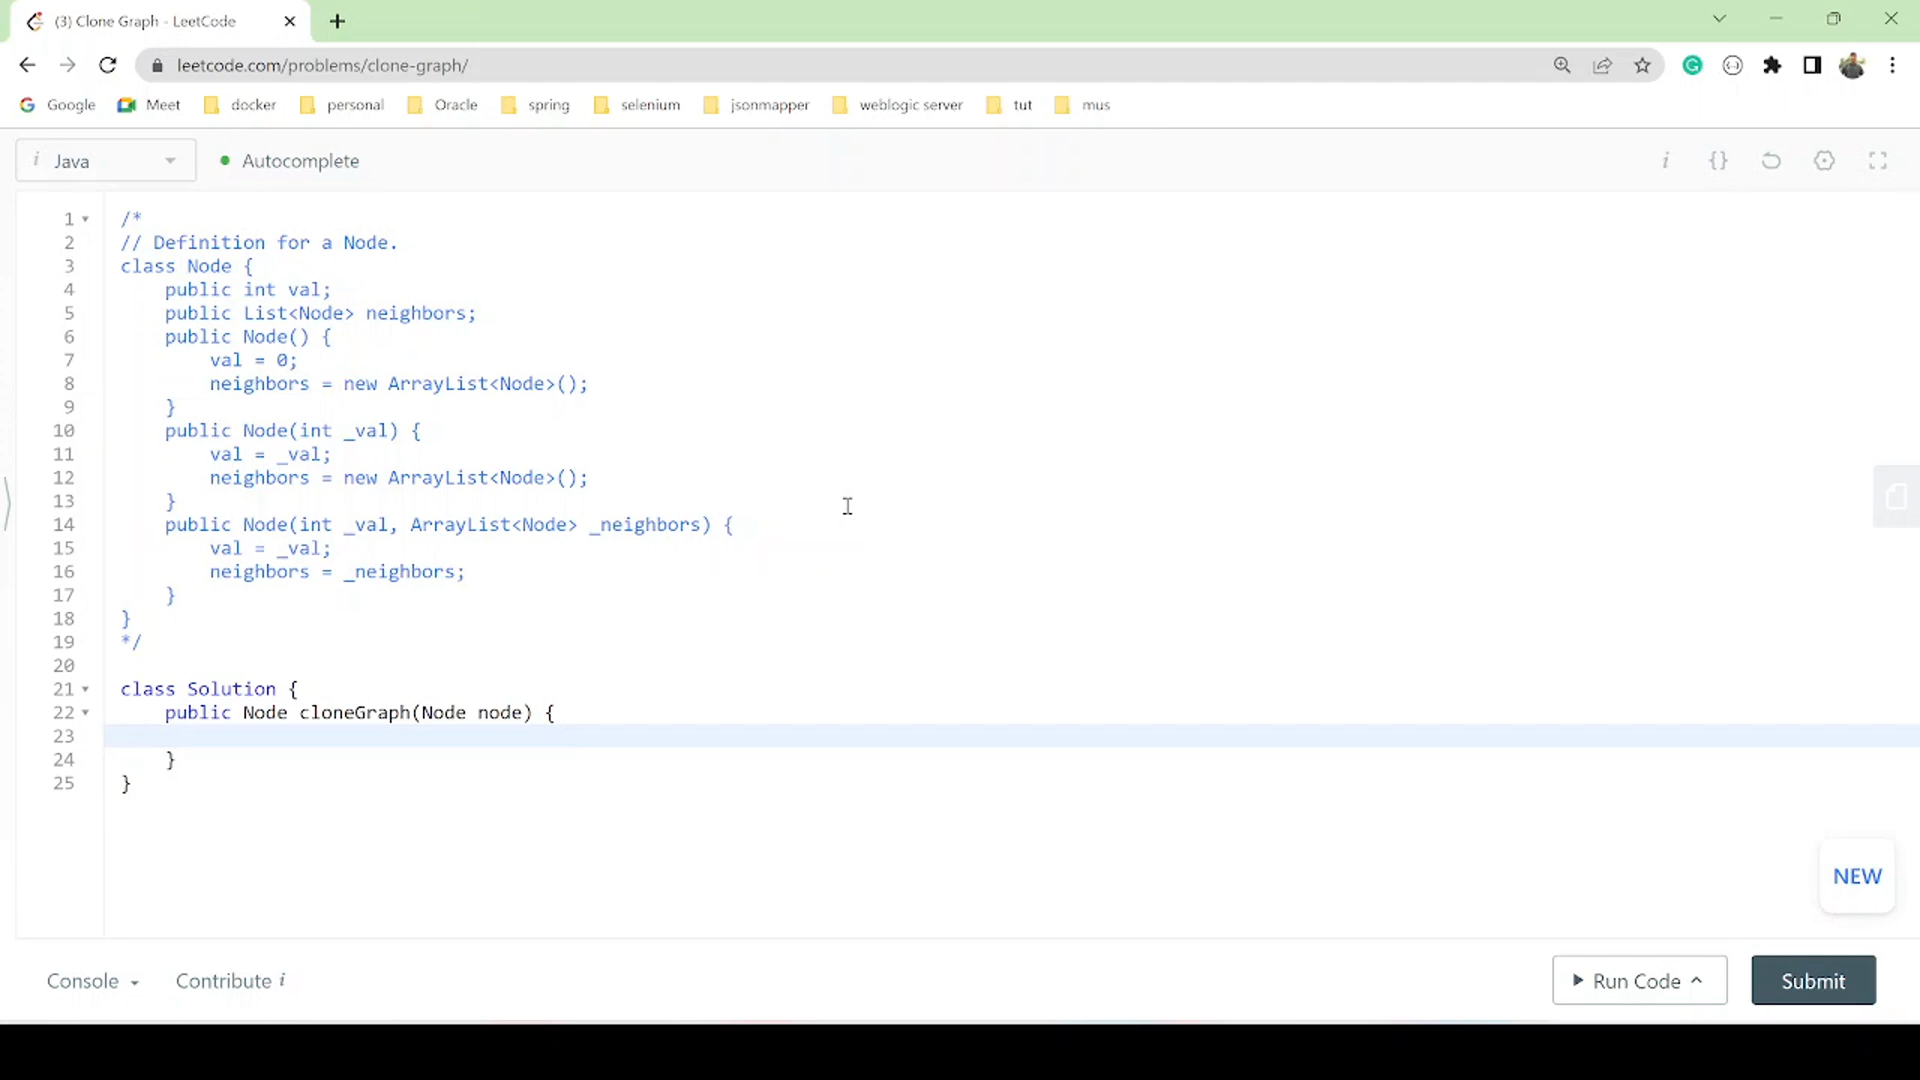 (3) Clone Graph - LeetCode
leetcode.com/problems/clone-graph/
Google Meet docker personal Oracle spring selenium jsonmapper weblogic server tut mus
i Java Autocomplete i {}
1 /*
2 // Definition for a Node.
3 class Node {
4     public int val;
5     public List<Node> neighbors;
6     public Node() {
7         val = 0;
8         neighbors = new ArrayList<Node>();
9     }
10     public Node(int _val) {
11         val = _val;
12         neighbors = new ArrayList<Node>();
13     }
14     public Node(int _val, ArrayList<Node> _neighbors) {
15         val = _val;
16         neighbors = _neighbors;
17     }
18 }
19 */
20
21 class Solution {
22     public Node cloneGraph(Node node) {
23
24     }
25 }
NEW
Console Contribute i Run Code Submit